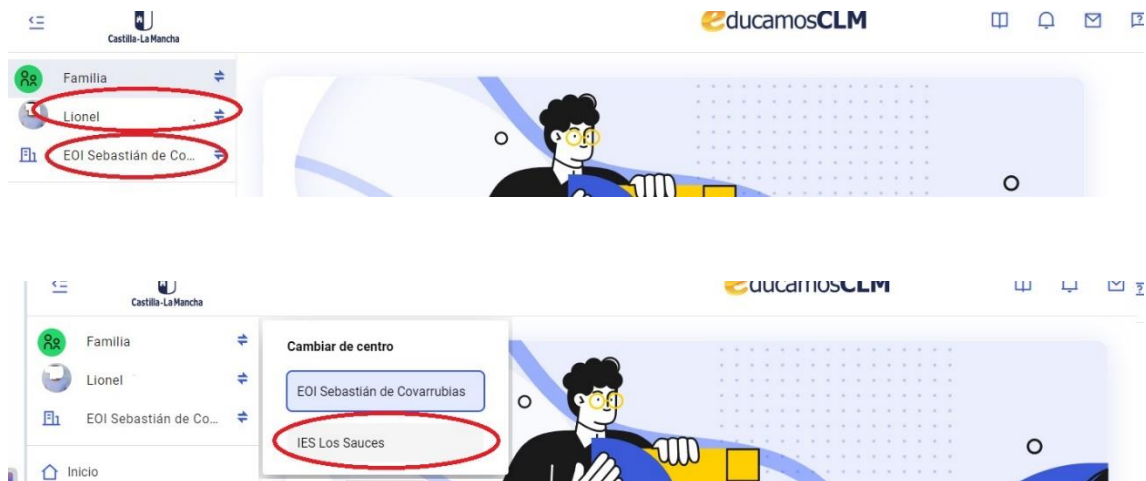 educamosCLM
Castilla-La Mancha
Familia
Lionel
EOI Sebastián de Co...
educamosCLM
Castilla-La Mancha
Familia
Lionel
EOI Sebastián de Co...
Inicio
Cambiar de centro
EOI Sebastián de Covarrubias
IES Los Sauces